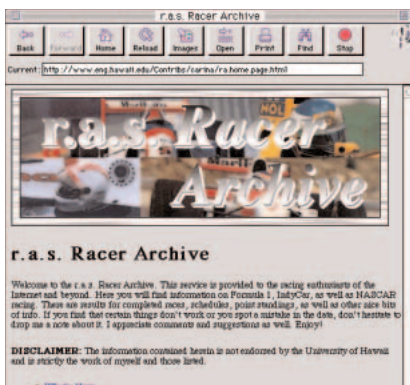 r.a.s. Racer Archive
Back Forward Home Reload Images Open Print Find Stop
Current: http://www.eng.hawaii.edu/Contribs/carina/ra.home.page.html
r.a.s. Racer
Archive
r.a.s. Racer Archive
Welcome to the r.a.s. Racer Archive. This service is provided to the racing enthusiasts of the
Internet and beyond. Here you will find information on Formula 1, IndyCar, as well as NASCAR
racing. There are results for completed races, schedules, point standings, as well as other nice bits
of info. If you find that certain things don't work or you spot a mistake in the data, don't hesitate to
drop me a note about it. I appreciate comments and suggestions as well. Enjoy!
DISCLAIMER: The information contained herein is not endorsed by the University of Hawaii
and is strictly the work of myself and those listed.